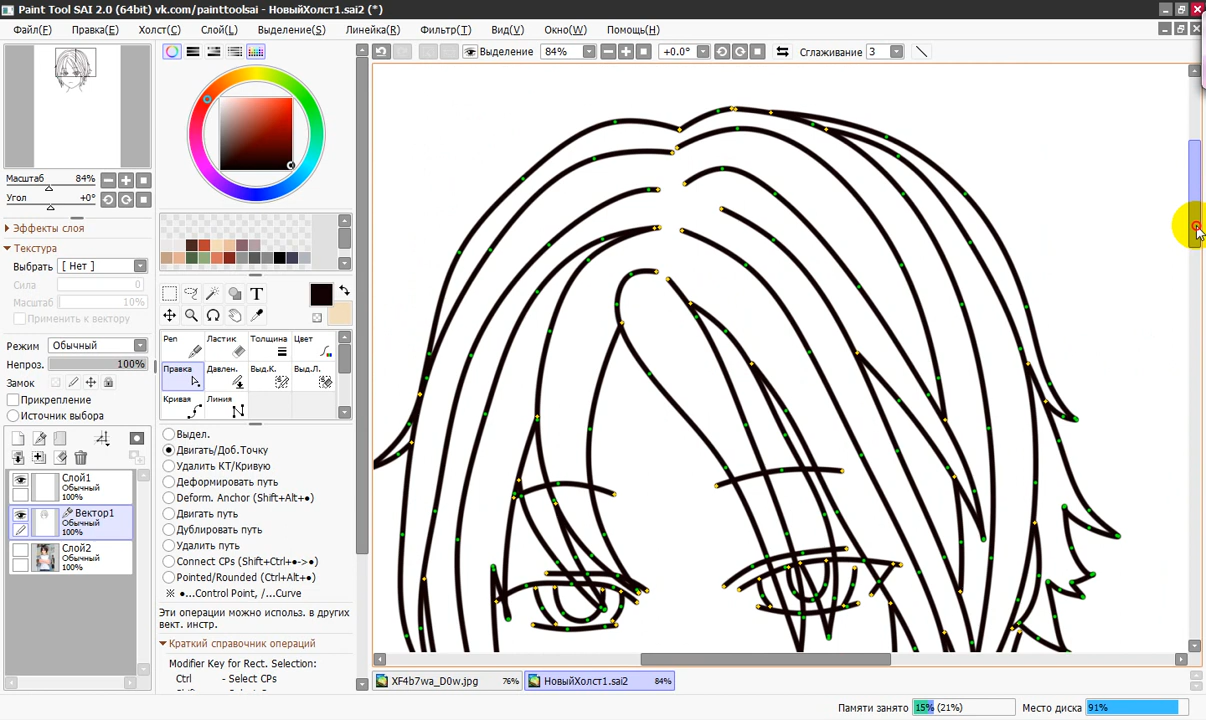 Paint Tool SAI 2.0 (64bit) vk.com/painttoolsai - НовыйХолст1.sai2 (*)
Файл(F) Правка(E) Холст(C) Слой(L) Выделение(S) Линейка(R) Фильтр(T) Вид(V) Окно(W) Помощь(H)
Выделение 84% +0.0° Сглаживание 3
Масштаб 84%
Угол +0°
Эффекты слоя
Текстура
Выбрать [ Нет ]
Сила 0
Масштаб 10%
Применить к вектору
Режим Обычный
Непроз. 100%
Замок
Прикрепление
Источник выбора
Слой1
Обычный
100%
Вектор1
Обычный
100%
Слой2
Обычный
100%
T
Pen Ластик Толщина Цвет
Правка Давлен. Выд.К. Выд.Л.
Кривая Линия
Выдел.
Двигать/Доб.Точку
Удалить КТ/Кривую
Деформировать путь
Deform. Anchor (Shift+Alt+●)
Двигать путь
Дублировать путь
Удалить путь
Connect CPs (Shift+Ctrl+●->●)
Pointed/Rounded (Ctrl+Alt+●)
※ ●...Control Point, /...Curve
Эти операции можно использ. в других
вект. инстр.
Краткий справочник операций
Modifier Key for Rect. Selection:
Ctrl - Select CPs
XF4b7wa_D0w.jpg 76% НовыйХолст1.sai2 84%
Памяти занято 15% (21%) Место диска 91%